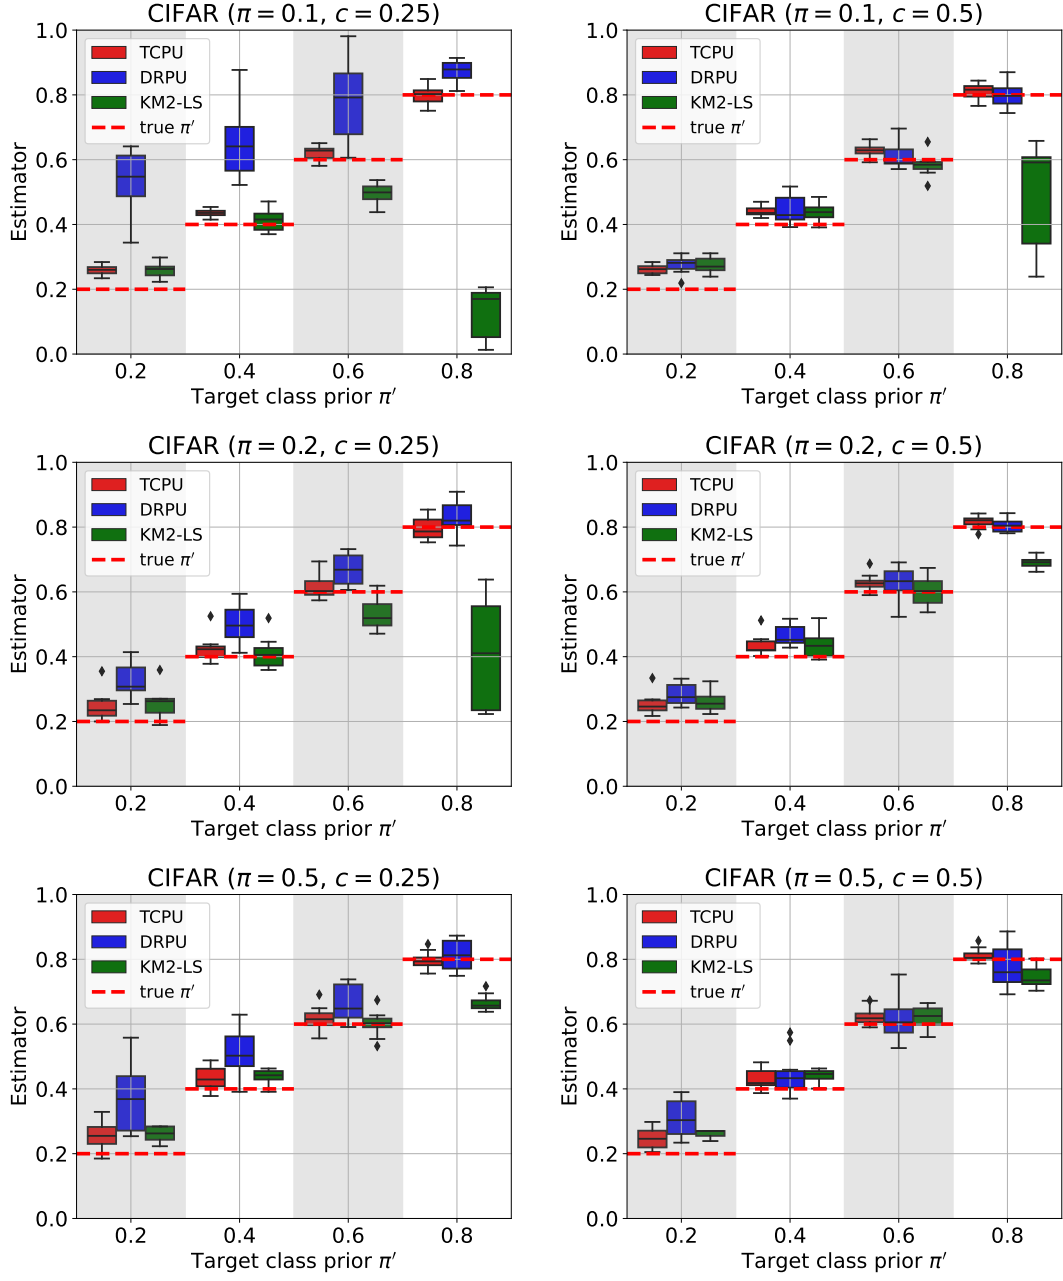 CIFAR (π = 0.1, c = 0.25)
1.0
0.8
0.6
0.4
0.2
0.0
Estimator
TCPU
DRPU
KM2-LS
true π′
0.2 0.4 0.6 0.8
Target class prior π′
CIFAR (π = 0.1, c = 0.5)
1.0
0.8
0.6
0.4
0.2
0.0
Estimator
TCPU
DRPU
KM2-LS
true π′
0.2 0.4 0.6 0.8
Target class prior π′
CIFAR (π = 0.2, c = 0.25)
1.0
0.8
0.6
0.4
0.2
0.0
Estimator
TCPU
DRPU
KM2-LS
true π′
0.2 0.4 0.6 0.8
Target class prior π′
CIFAR (π = 0.2, c = 0.5)
1.0
0.8
0.6
0.4
0.2
0.0
Estimator
TCPU
DRPU
KM2-LS
true π′
0.2 0.4 0.6 0.8
Target class prior π′
CIFAR (π = 0.5, c = 0.25)
1.0
0.8
0.6
0.4
0.2
0.0
Estimator
TCPU
DRPU
KM2-LS
true π′
0.2 0.4 0.6 0.8
Target class prior π′
CIFAR (π = 0.5, c = 0.5)
1.0
0.8
0.6
0.4
0.2
0.0
Estimator
TCPU
DRPU
KM2-LS
true π′
0.2 0.4 0.6 0.8
Target class prior π′